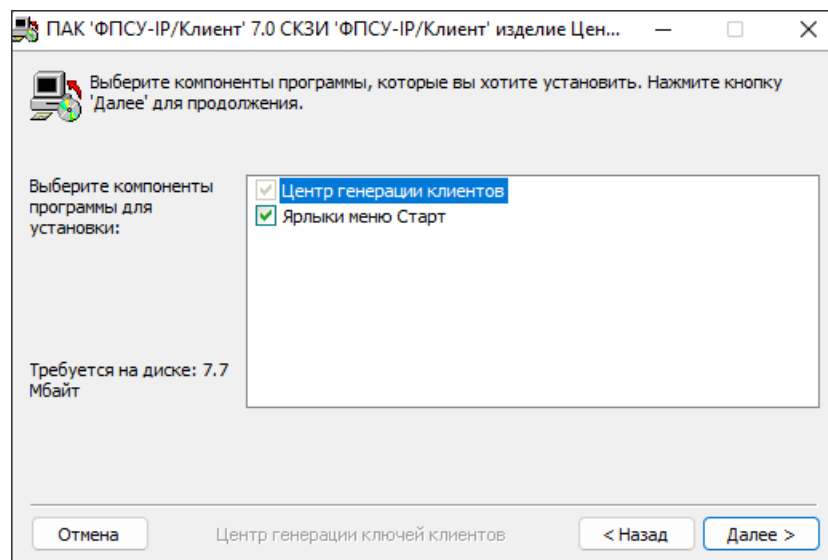 ПАК 'ФПСУ-IP/Клиент' 7.0 СКЗИ 'ФПСУ-IP/Клиент' изделие Цен...
Выберите компоненты программы, которые вы хотите установить. Нажмите кнопку
'Далее' для продолжения.
Выберите компоненты
программы для
установки:
Центр генерации клиентов
Ярлыки меню Старт
Требуется на диске: 7.7
Мбайт
Отмена
Центр генерации ключей клиентов
< Назад
Далее >